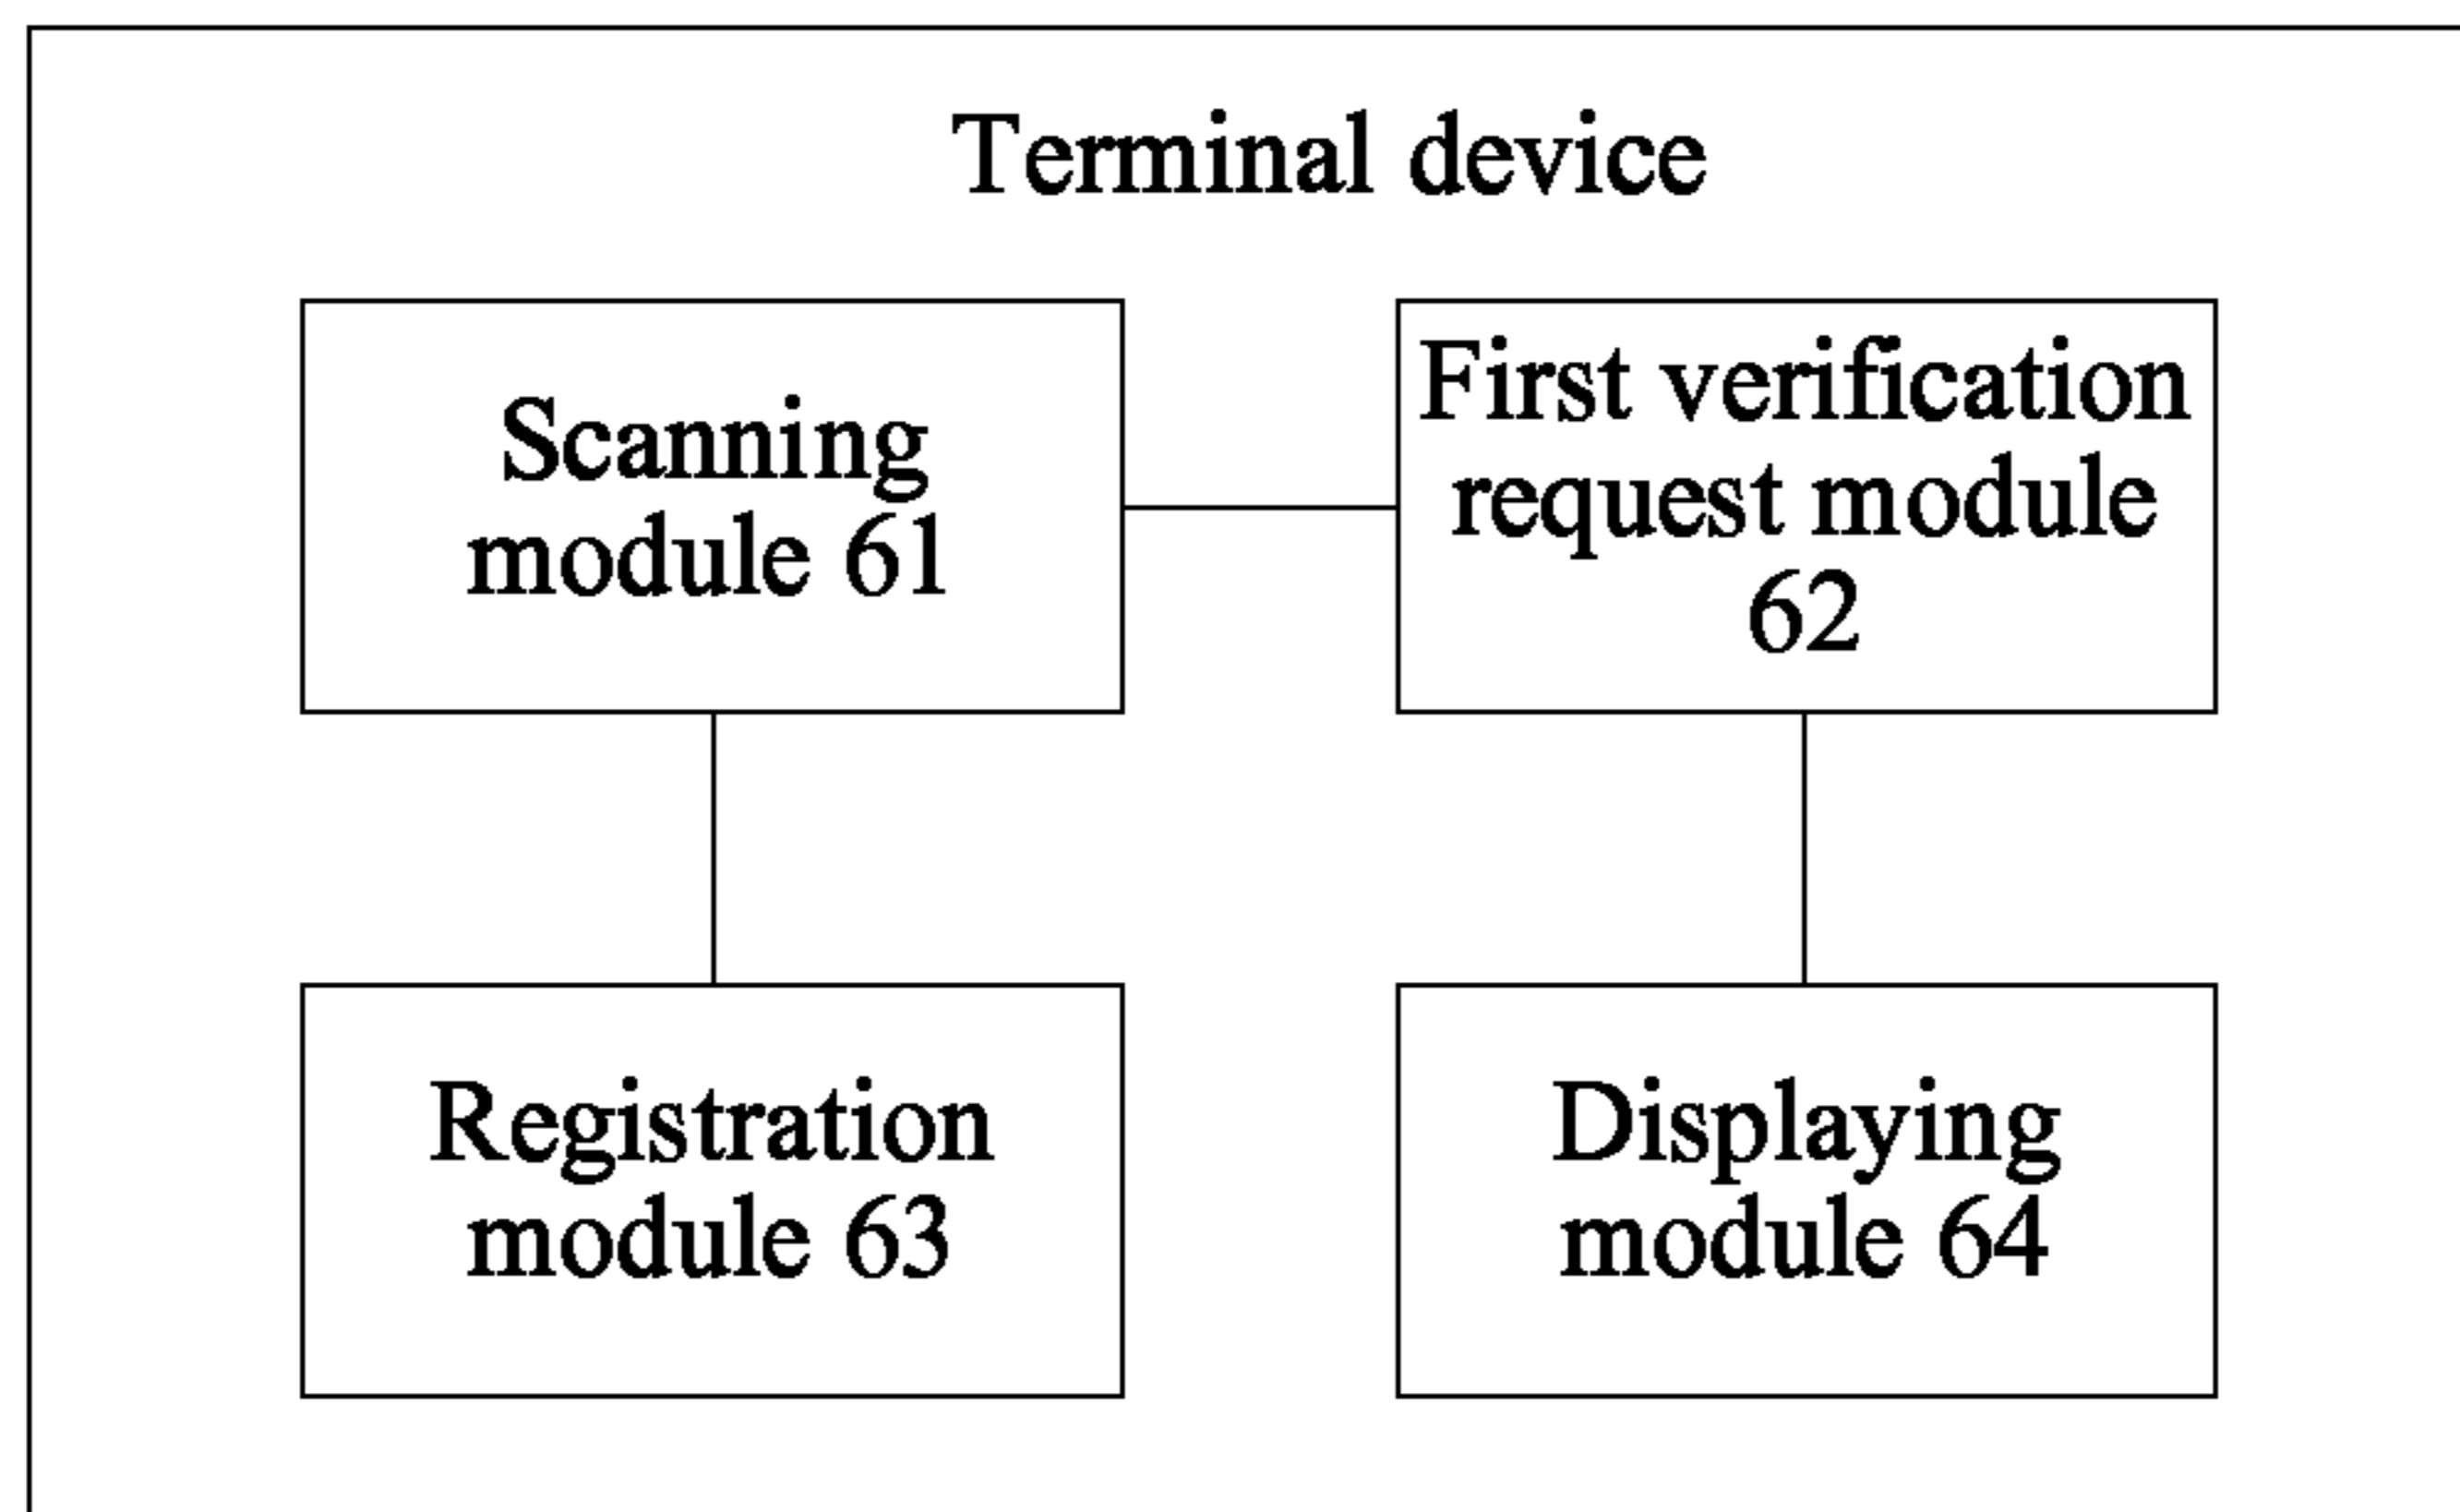 Terminal device
Scanning
module 61
First verification
request module
62
Registration
module 63
Displaying
module 64